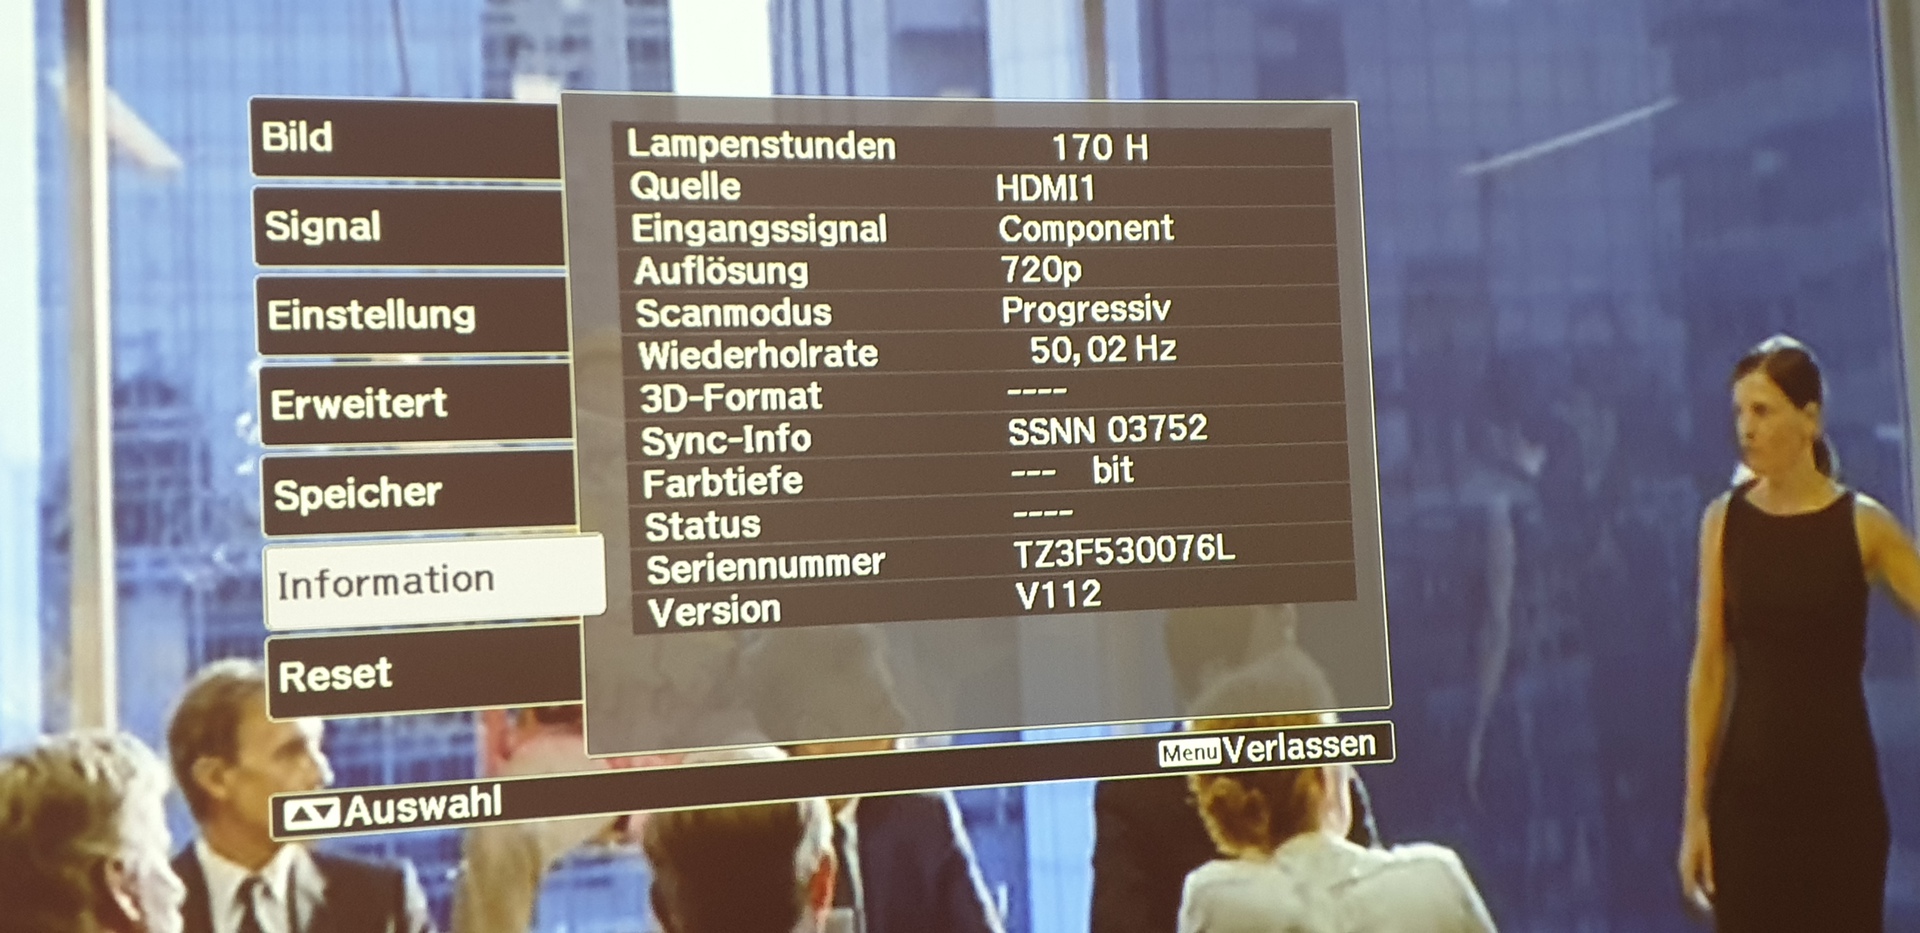 Bild
Signal
Einstellung
Erweitert
Speicher
Information
Reset
Lampenstunden 170 H
Quelle HDMI1
Eingangssignal Component
Auflösung 720p
Scanmodus Progressiv
Wiederholrate 50,02 Hz
3D-Format ----
Sync-Info SSNN 03752
Farbtiefe --- bit
Status ----
Seriennummer TZ3F530076L
Version V112
Auswahl
Menu Verlassen